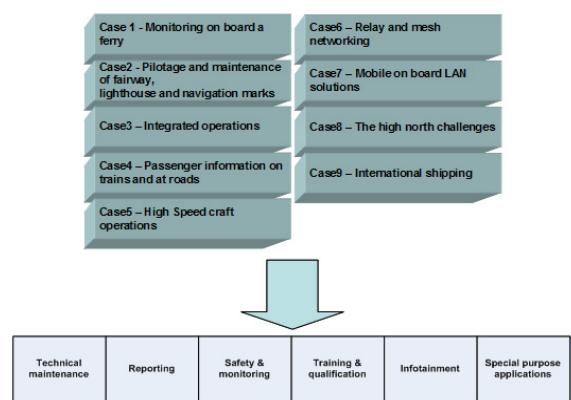 Case 1 - Monitoring on board a
ferry
Case2 - Pilotage and maintenance
of fairway,
lighthouse and navigation marks
Case3 – Integrated operations
Case4 – Passenger information on
trains and at roads
Case5 – High Speed craft
operations
Case6 – Relay and mesh
networking
Case7 – Mobile on board LAN
solutions
Case8 – The high north challenges
Case9 – International shipping
Technical
maintenance
Reporting
Safety &
monitoring
Training &
qualification
Infotainment
Special purpose
applications